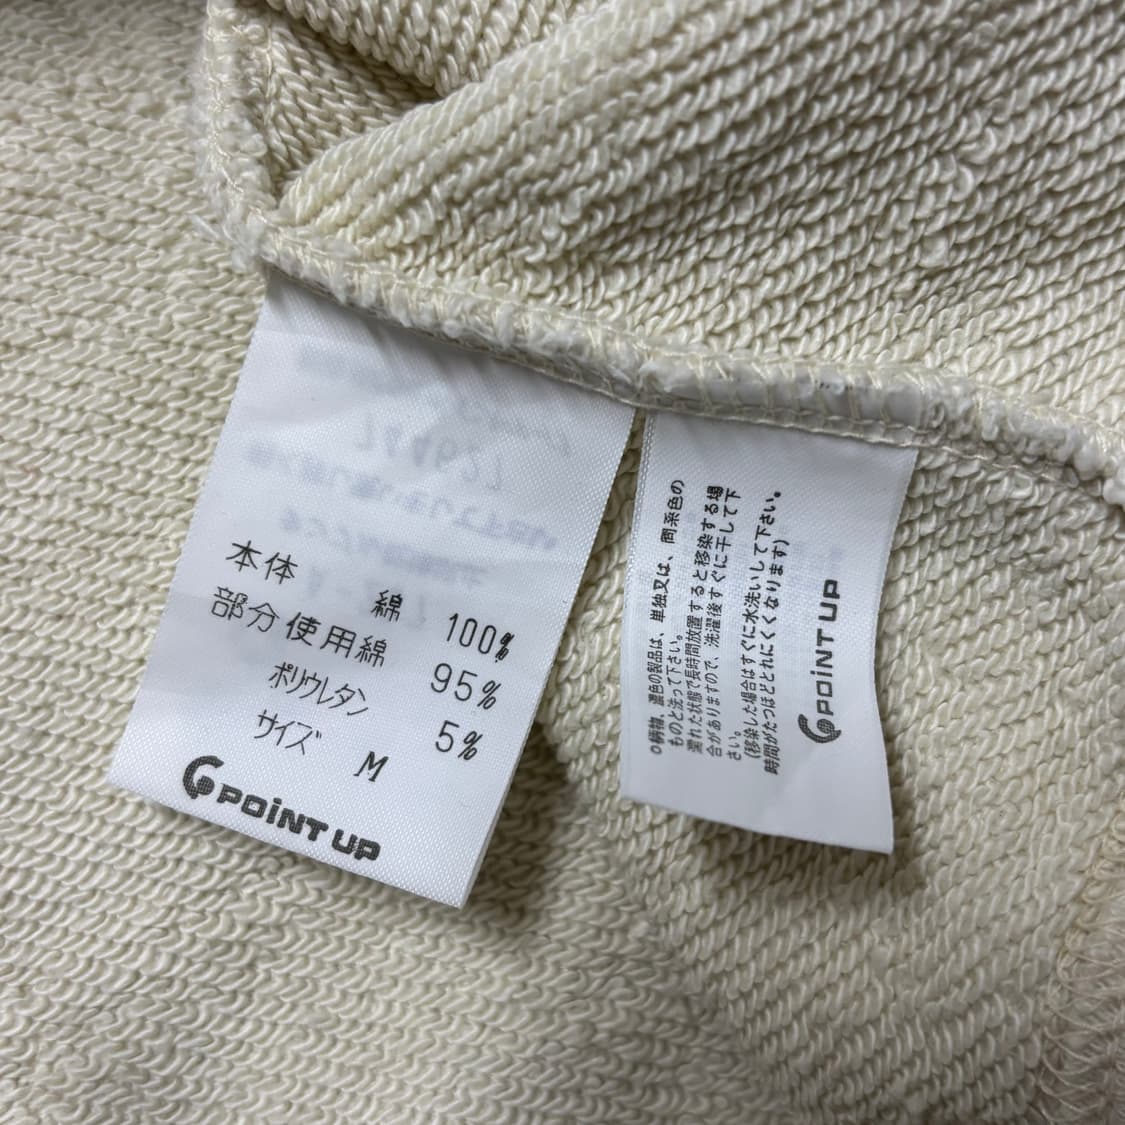 本体 綿 100%
部分使用綿 95%
ポリウレタン 5%
サイズ M
POINT UP
○柄物、濃色の製品は、単独又は、同系色の
ものと洗って下さい。
濡れた状態で長時間放置すると移染する場
合がありますので、洗濯後すぐに干して下
さい。
(移染した場合はすぐに水洗いして下さい。
時間がたつほどとれにくくなります)
POINT UP